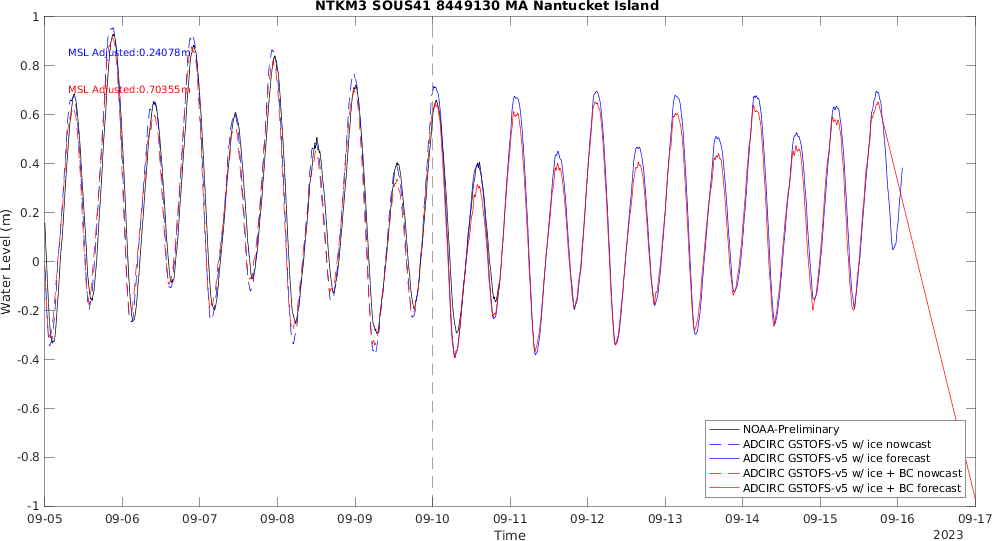 NTKM3 SOUS41 8449130 MA Nantucket Island
MSL Adjusted:0.24078m
MSL Adjusted:0.70355m
Water Level (m)
1
0.8
0.6
0.4
0.2
0
-0.2
-0.4
-0.6
-0.8
-1
NOAA-Preliminary
ADCIRC GSTOFS-v5 w/ ice nowcast
ADCIRC GSTOFS-v5 w/ ice forecast
ADCIRC GSTOFS-v5 w/ ice + BC nowcast
ADCIRC GSTOFS-v5 w/ ice + BC forecast
09-05 09-06 09-07 09-08 09-09 09-10 09-11 09-12 09-13 09-14 09-15 09-16 09-17
Time
2023